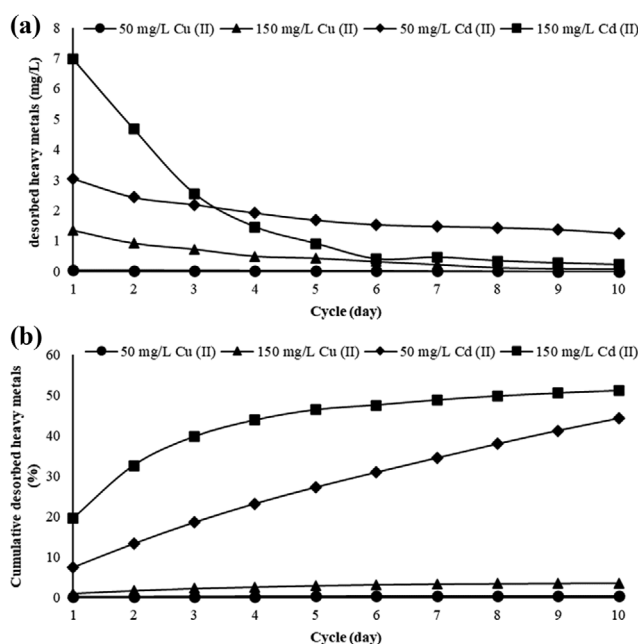 (a)
50 mg/L Cu (II) 150 mg/L Cu (II) 50 mg/L Cd (II) 150 mg/L Cd (II)
desorbed heavy metals (mg/L)
8
7
6
5
4
3
2
1
0
1 2 3 4 5 6 7 8 9 10
Cycle (day)
(b)
50 mg/L Cu (II) 150 mg/L Cu (II) 50 mg/L Cd (II) 150 mg/L Cd (II)
Cumulative desorbed heavy metals
(%)
60
50
40
30
20
10
0
1 2 3 4 5 6 7 8 9 10
Cycle (day)